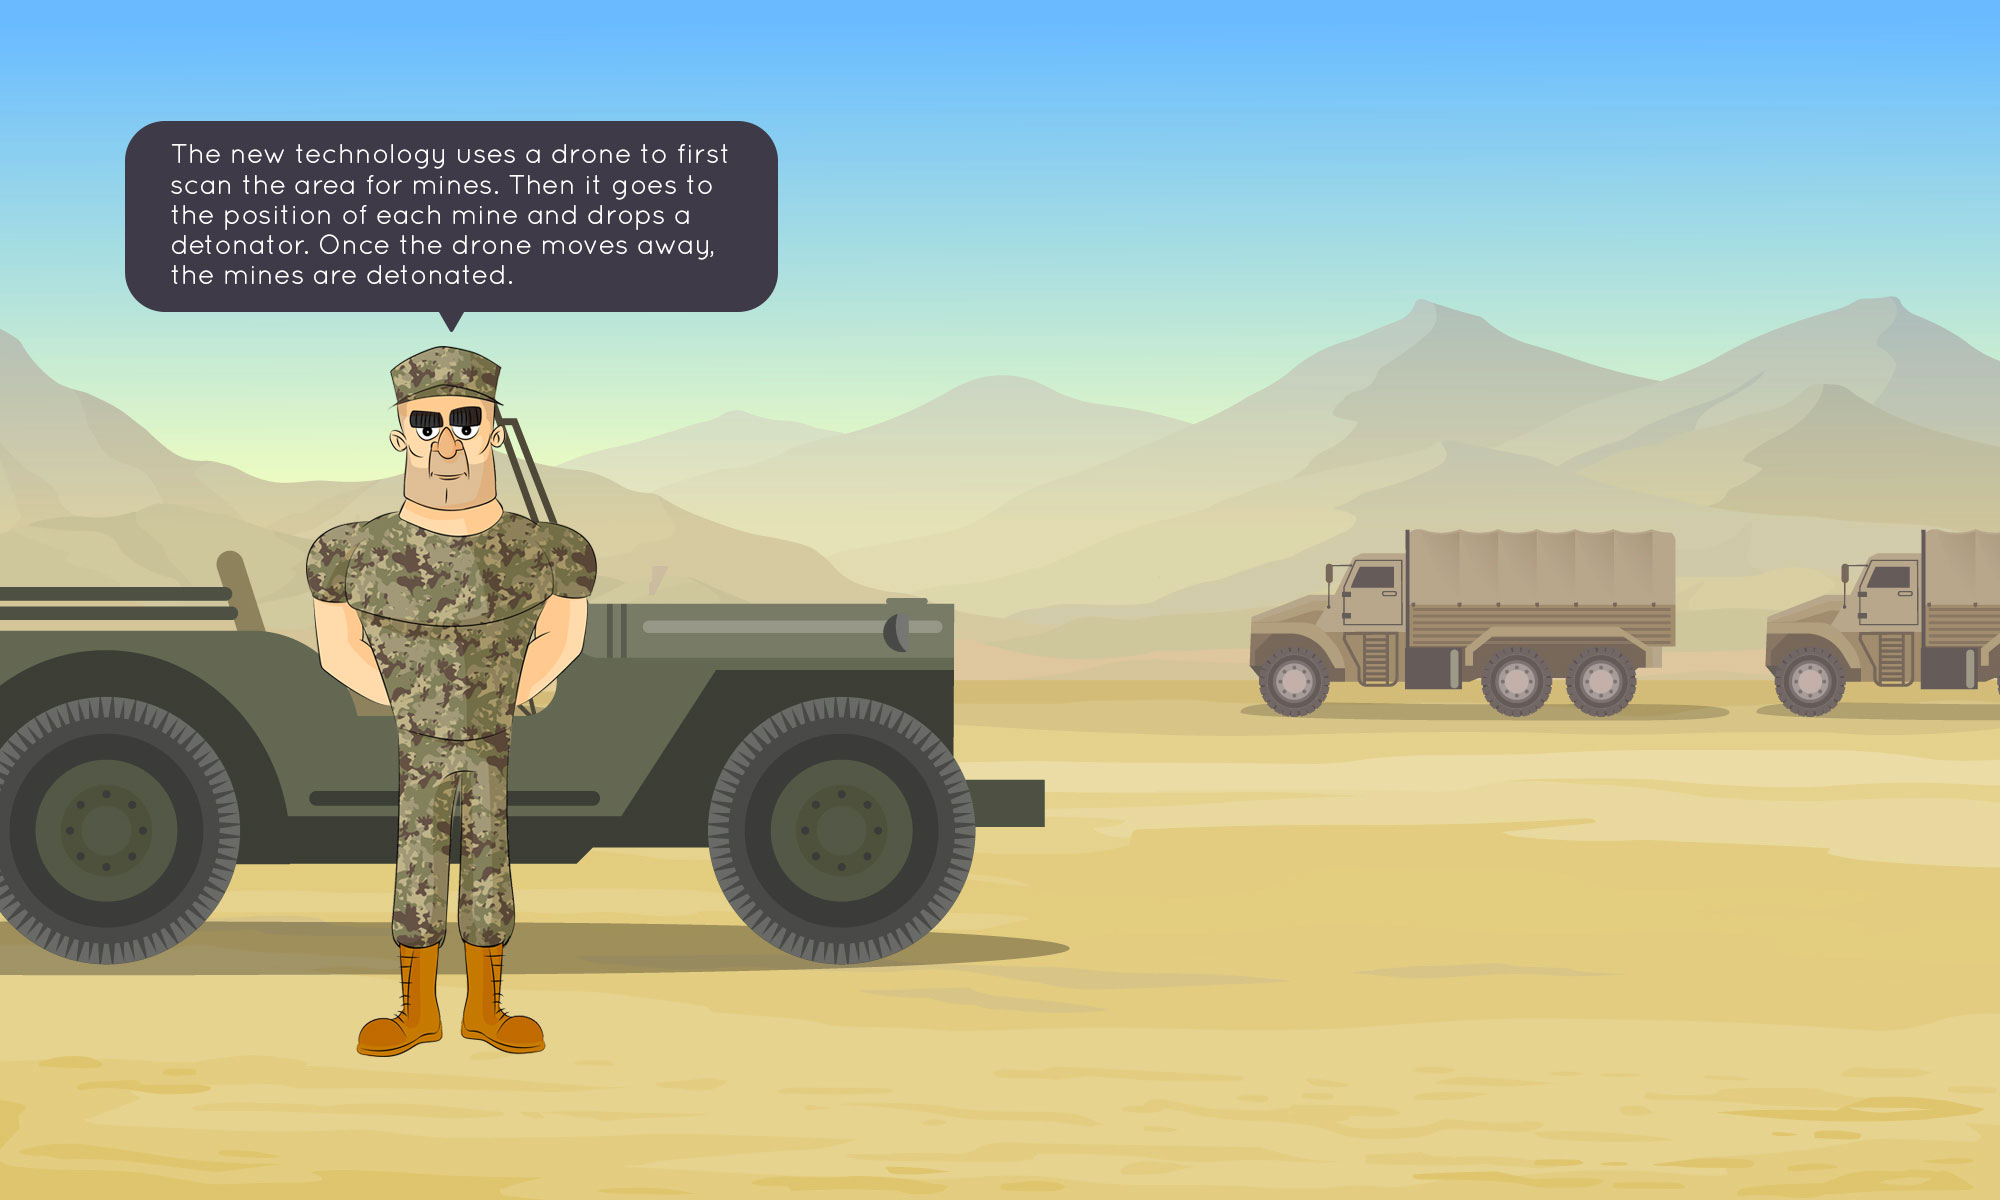 The new technology uses a drone to first
scan the area for mines. Then it goes to
the position of each mine and drops a
detonator. Once the drone moves away,
the mines are detonated.